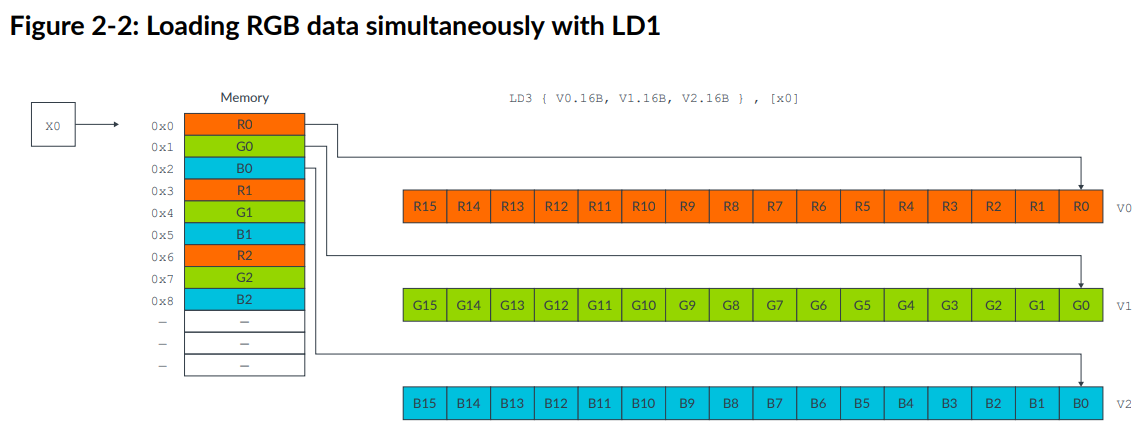 Figure 2-2: Loading RGB data simultaneously with LD1
Memory
LD3 { V0.16B, V1.16B, V2.16B } , [x0]
X0
0x0 R0
0x1 G0
0x2 B0
0x3 R1
0x4 G1
0x5 B1
0x6 R2
0x7 G2
0x8 B2
— —
— —
— —
R15 R14 R13 R12 R11 R10 R9 R8 R7 R6 R5 R4 R3 R2 R1 R0 V0
G15 G14 G13 G12 G11 G10 G9 G8 G7 G6 G5 G4 G3 G2 G1 G0 V1
B15 B14 B13 B12 B11 B10 B9 B8 B7 B6 B5 B4 B3 B2 B1 B0 V2